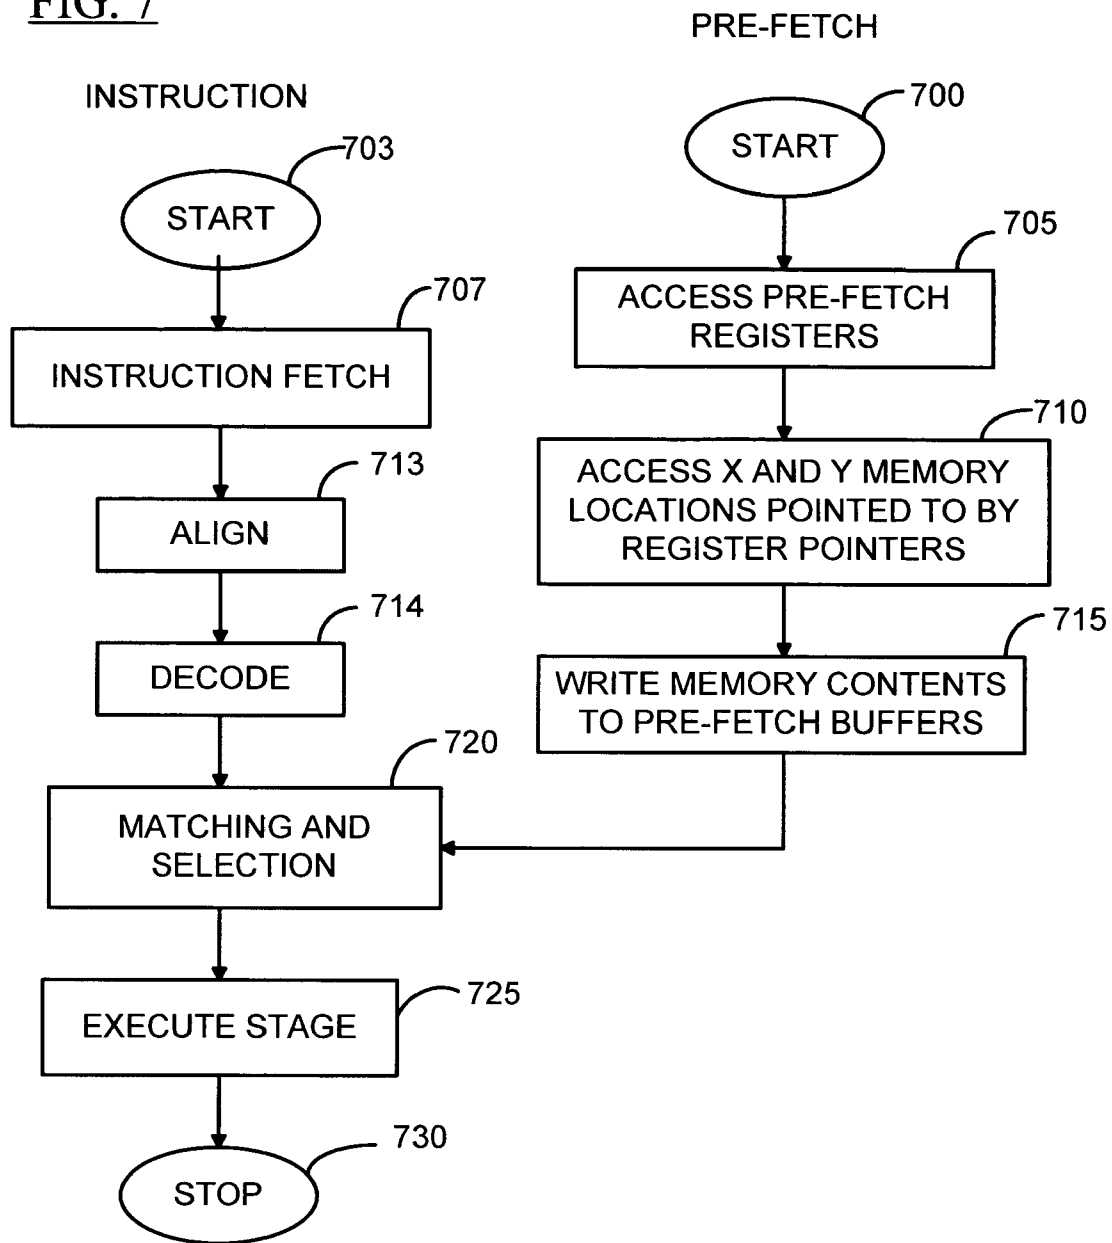 FIG. 7
PRE-FETCH
INSTRUCTION
700
START
703
START
705
ACCESS PRE-FETCH
REGISTERS
707
INSTRUCTION FETCH
710
ACCESS X AND Y MEMORY
LOCATIONS POINTED TO BY
REGISTER POINTERS
713
ALIGN
714
DECODE
715
WRITE MEMORY CONTENTS
TO PRE-FETCH BUFFERS
720
MATCHING AND
SELECTION
725
EXECUTE STAGE
730
STOP